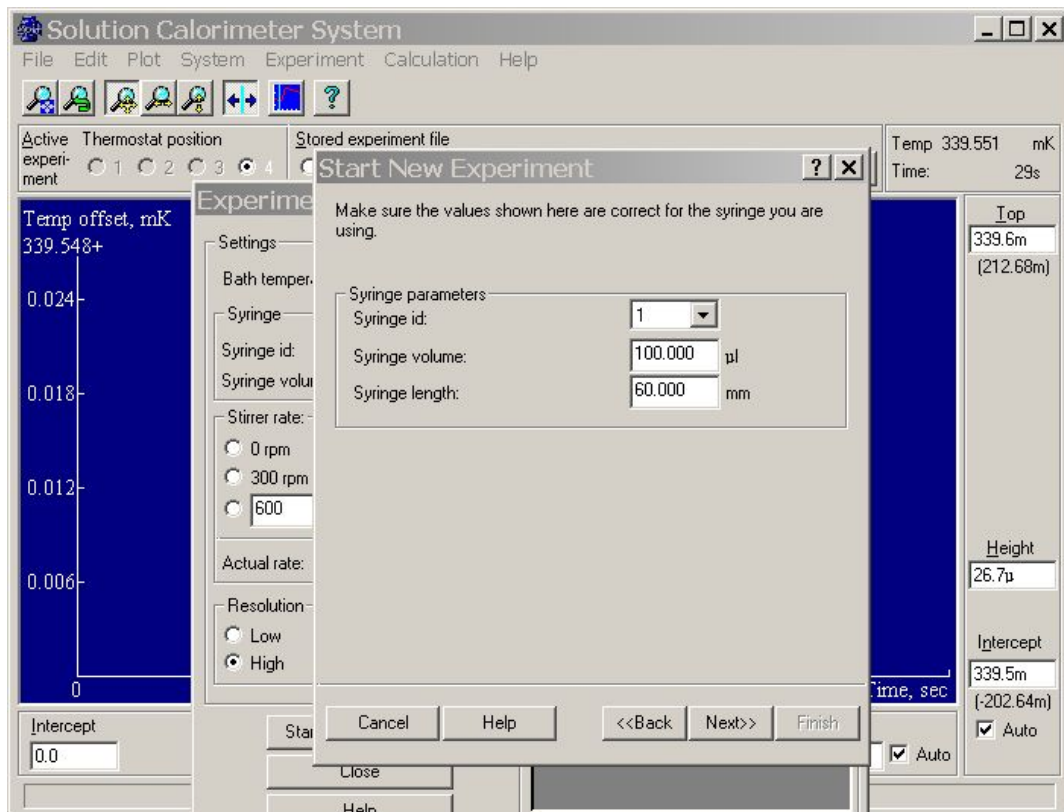 Solution Calorimeter System
File Edit Plot System Experiment Calculation Help
Active experi- ment
Thermostat position
1 2 3 4
Stored experiment file
Temp 339.551 mK
Time: 29s
Temp offset, mK
339.548+
0.024
0.018
0.012
0.006
0
Time, sec
Settings
Syringe
Syringe id:
Stirrer rate:
0 rpm
300 rpm
600
Actual rate:
Resolution
Low
High
Close
Help
Start New Experiment
Make sure the values shown here are correct for the syringe you are
using.
Syringe parameters
Syringe id: 1
Syringe volume: 100.000 µl
Syringe length: 60.000 mm
Cancel Help <<Back Next>> Finish
Top
339.6m
(212.68m)
Height
26.7µ
Intercept
339.5m
(-202.64m)
Auto
Intercept
0.0
Auto